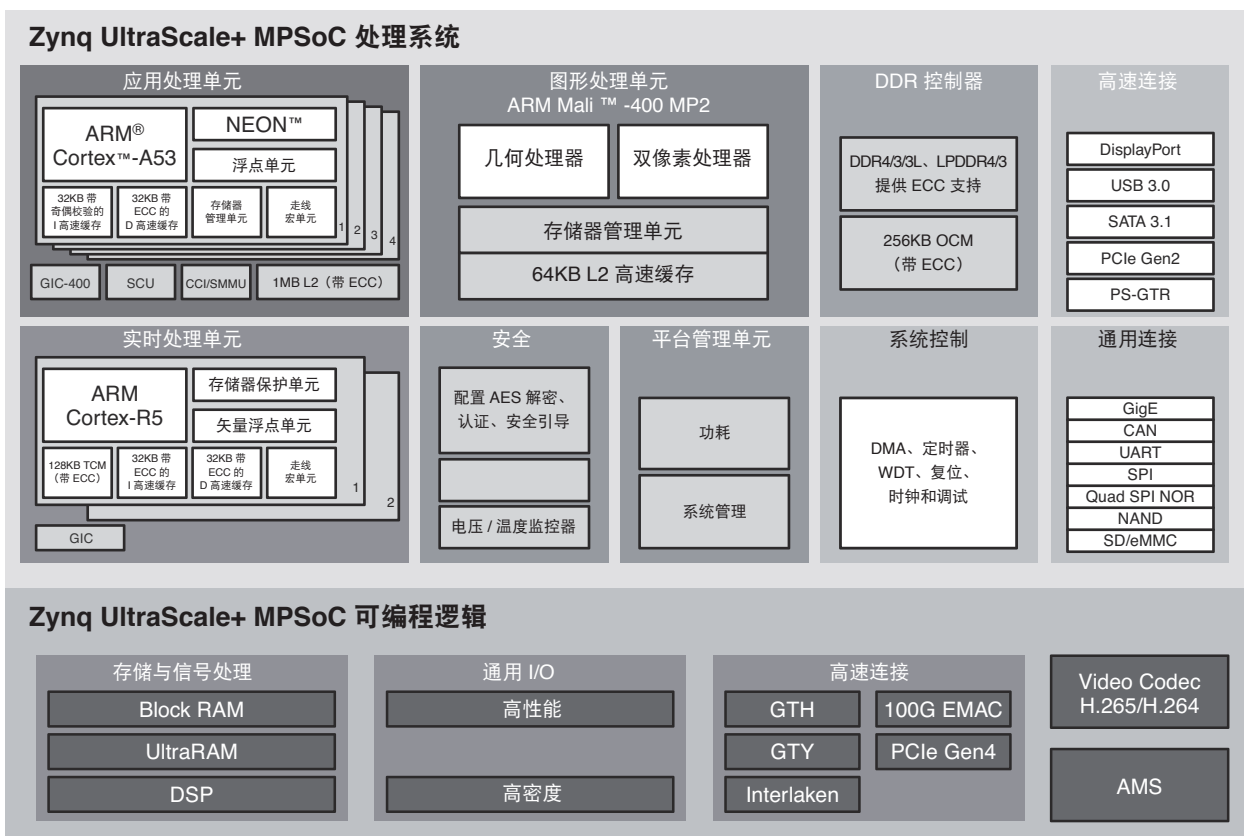 Zynq UltraScale+ MPSoC 处理系统
应用处理单元
ARM®
Cortex™-A53
NEON™
浮点单元
32KB 带
奇偶校验的
I 高速缓存
32KB 带
ECC 的
D 高速缓存
存储器
管理单元
走线
宏单元
1
2
3
4
GIC-400
SCU
CCI/SMMU
1MB L2（带 ECC）
图形处理单元
ARM Mali ™ -400 MP2
几何处理器
双像素处理器
存储器管理单元
64KB L2 高速缓存
DDR 控制器
DDR4/3/3L、LPDDR4/3
提供 ECC 支持
256KB OCM
（带 ECC）
高速连接
DisplayPort
USB 3.0
SATA 3.1
PCIe Gen2
PS-GTR
实时处理单元
ARM
Cortex-R5
存储器保护单元
矢量浮点单元
128KB TCM
（带 ECC）
32KB 带
ECC 的
I 高速缓存
32KB 带
ECC 的
D 高速缓存
走线
宏单元
1
2
GIC
安全
配置 AES 解密、
认证、安全引导
电压 / 温度监控器
平台管理单元
功耗
系统管理
系统控制
DMA、定时器、
WDT、复位、
时钟和调试
通用连接
GigE
CAN
UART
SPI
Quad SPI NOR
NAND
SD/eMMC
Zynq UltraScale+ MPSoC 可编程逻辑
存储与信号处理
Block RAM
UltraRAM
DSP
通用 I/O
高性能
高密度
高速连接
GTH
100G EMAC
GTY
PCIe Gen4
Interlaken
Video Codec
H.265/H.264
AMS